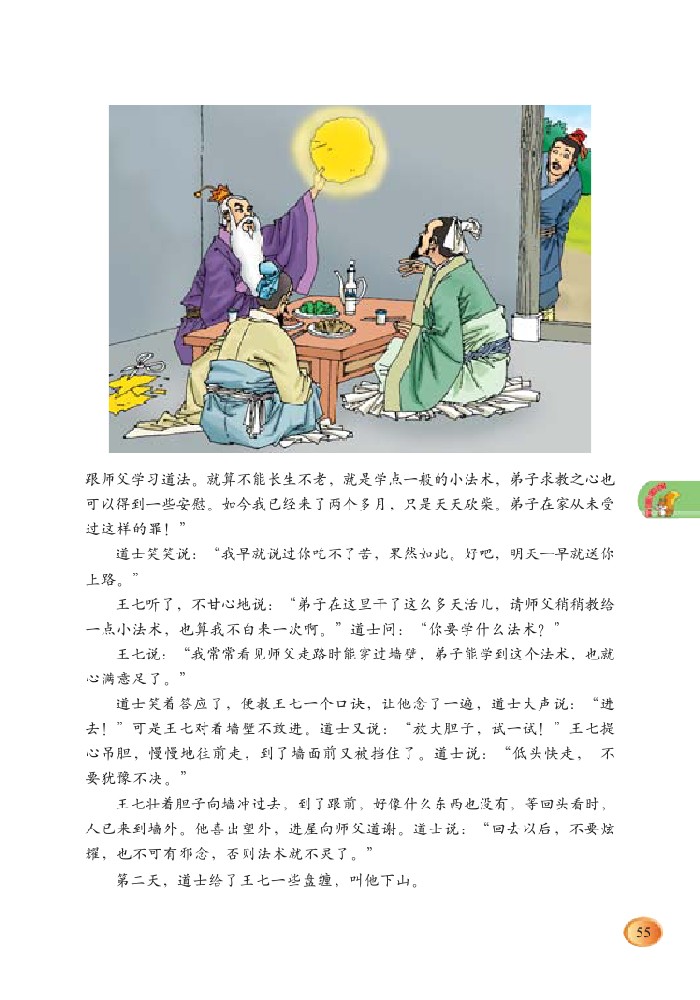 跟师父学习道法。就算不能长生不老，就是学点一般的小法术，弟子求教之心也
可以得到一些安慰。如今我已经来了两个多月，只是天天砍柴。弟子在家从未受
过这样的罪！”
道士笑笑说：“我早就说过你吃不了苦，果然如此。好吧，明天一早就送你
上路。”
王七听了，不甘心地说：“弟子在这里干了这么多天活儿，请师父稍稍教给
一点小法术，也算我不白来一次啊。”道士问：“你要学什么法术？”
王七说：“我常常看见师父走路时能穿过墙壁，弟子能学到这个法术，也就
心满意足了。”
道士笑着答应了，便教王七一个口诀，让他念了一遍，道士大声说：“进
去！”可是王七对着墙壁不敢进。道士又说：“放大胆子，试一试！”王七提
心吊胆，慢慢地往前走，到了墙面前又被挡住了。道士说：“低头快走， 不
要犹豫不决。”
王七壮着胆子向墙冲过去，到了跟前，好像什么东西也没有，等回头看时，
人已来到墙外。他喜出望外，进屋向师父道谢。道士说：“回去以后，不要炫
耀，也不可有邪念，否则法术就不灵了。”
第二天，道士给了王七一些盘缠，叫他下山。
55